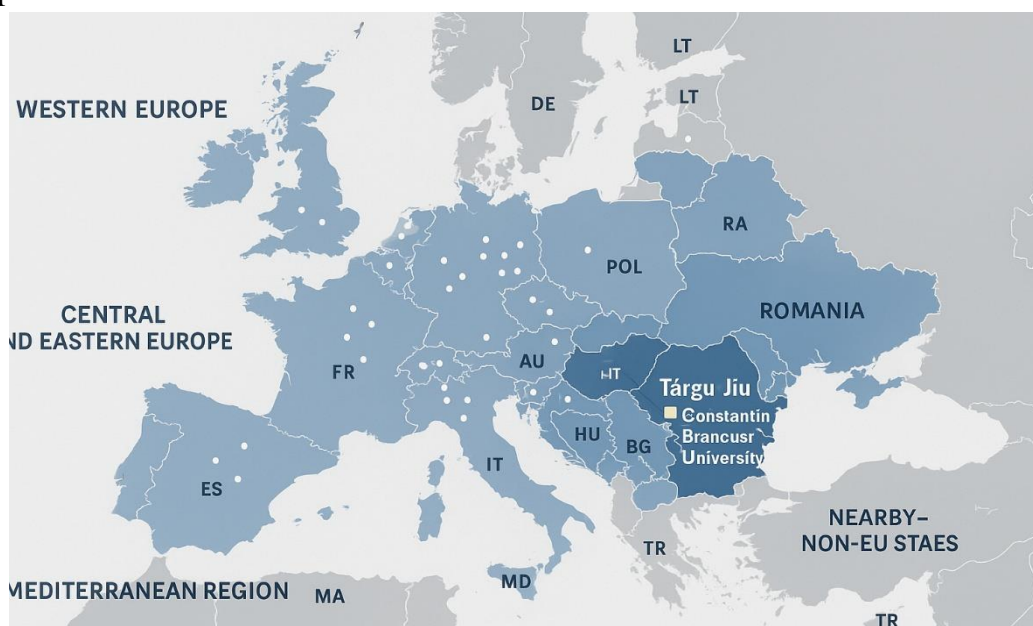 LT
WESTERN EUROPE
DE
LT
RA
POL
CENTRAL
ND EASTERN EUROPE
ROMANIA
AU
FR
HT
Tárgu Jiu
Constantin
Brancusr
University
HU
BG
IT
ES
NEARBY–
NON-EU STAES
TR
MD
MEDITERRANEAN REGION
MA
TR